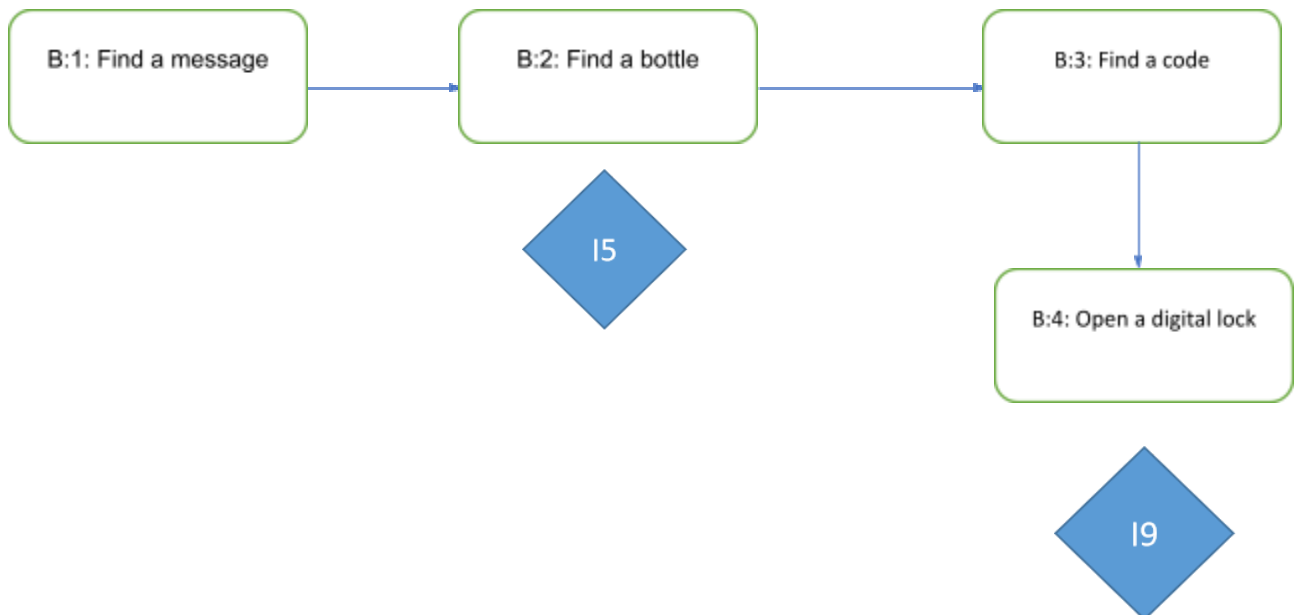 B:1: Find a message
B:2: Find a bottle
B:3: Find a code
I5
B:4: Open a digital lock
I9